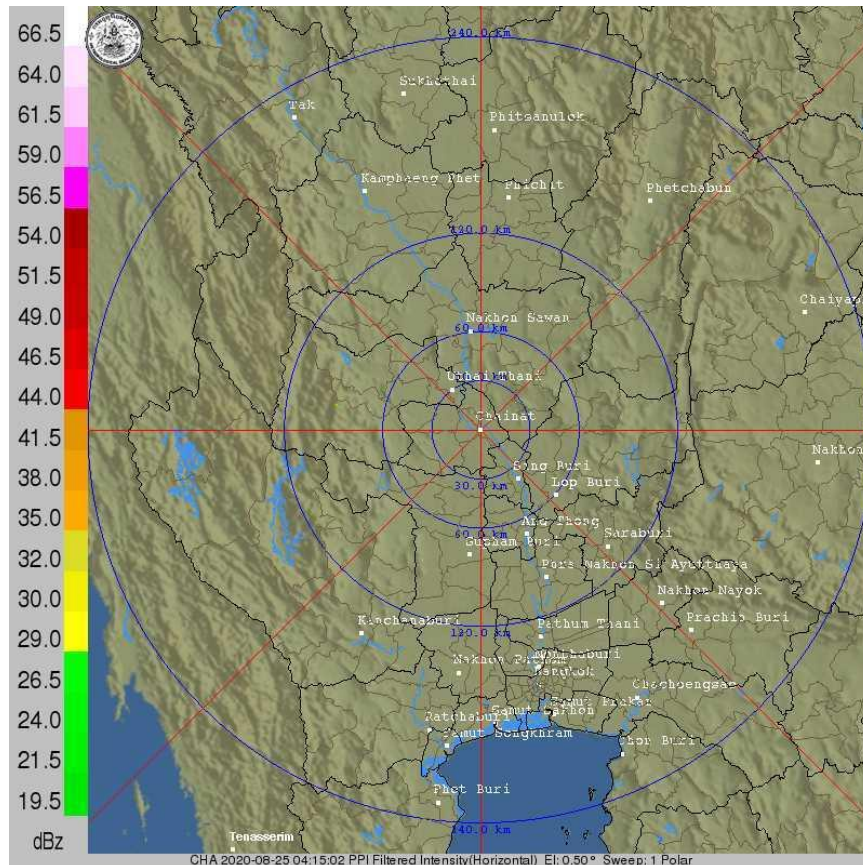 66.5
64.0
61.5
59.0
56.5
54.0
51.5
49.0
46.5
44.0
41.5
38.0
35.0
32.0
30.0
29.0
26.5
24.0
21.5
19.5
dBz
240.0 km
Sukhothai
Tak
Phitsanulok
Kamphaeng Phet
Phichit
Phetchabun
120.0 km
Chaiyap
Nakhon Sawan
60.0 km
Uthai Thani
Chainat
Nakhon
Sing Buri
30.0 km
Lop Buri
Ang Thong
60.0 km
Suphan Buri
Saraburi
Pora Nakhon Si Ayutthaya
Nakhon Nayok
Kanchanaburi
120.0 km
Pathum Thani
Prachin Buri
Nonthaburi
Nakhon Pathom
Bangkok
Chachoengsao
Samut Prakan
Samut Sakhon
Ratchaburi
Samut Songkhram
Chon Buri
Phet Buri
240.0 km
Tenasserim
CHA 2020-08-25 04:15:02 PPI Filtered Intensity(Horizontal) El: 0.50° Sweep: 1 Polar